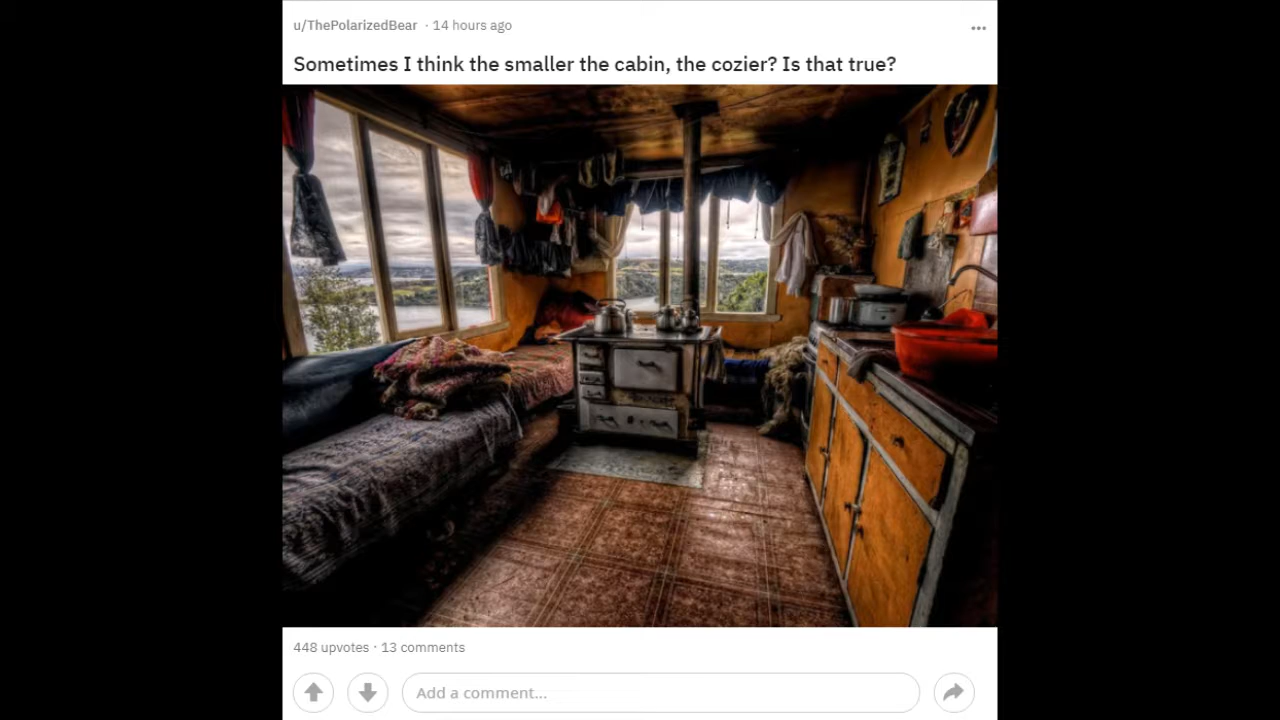 u/ThePolarizedBear · 14 hours ago
Sometimes I think the smaller the cabin, the cozier? Is that true?
448 upvotes · 13 comments
Add a comment...